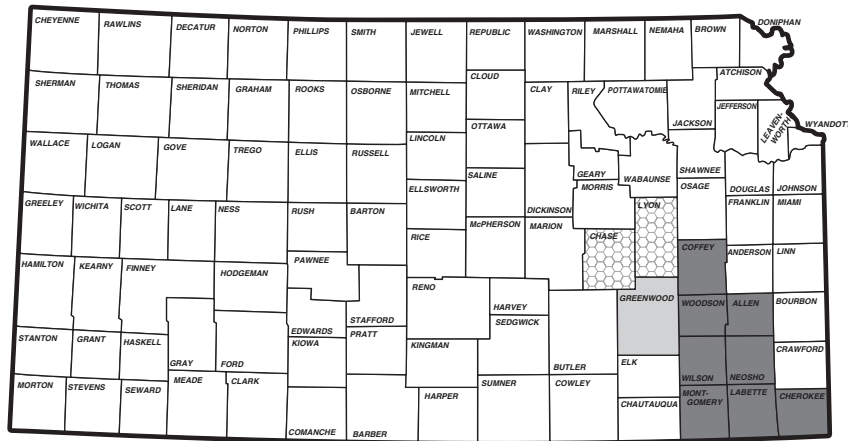 CHEYENNE
RAWLINS
DECATUR
NORTON
PHILLIPS
SMITH
JEWELL
REPUBLIC
WASHINGTON
MARSHALL
NEMAHA
BROWN
DONIPHAN
SHERMAN
THOMAS
SHERIDAN
GRAHAM
ROOKS
OSBORNE
MITCHELL
CLOUD
CLAY
RILEY
POTTAWATOMIE
JACKSON
ATCHISON
JEFFERSON
LEAVEN-
WORTH
WYANDOTT
WALLACE
LOGAN
GOVE
TREGO
ELLIS
RUSSELL
LINCOLN
OTTAWA
SALINE
ELLSWORTH
DICKINSON
GEARY
MORRIS
WABAUNSE
SHAWNEE
OSAGE
DOUGLAS
JOHNSON
GREELEY
WICHITA
SCOTT
LANE
NESS
RUSH
BARTON
RICE
McPHERSON
MARION
CHASE
LYON
FRANKLIN
MIAMI
HAMILTON
KEARNY
FINNEY
HODGEMAN
PAWNEE
STAFFORD
RENO
HARVEY
COFFEY
ANDERSON
LINN
STANTON
GRANT
HASKELL
GRAY
FORD
EDWARDS
KIOWA
PRATT
KINGMAN
SEDGWICK
BUTLER
GREENWOOD
WOODSON
ALLEN
BOURBON
MORTON
STEVENS
SEWARD
MEADE
CLARK
COMANCHE
BARBER
HARPER
SUMNER
COWLEY
ELK
CHAUTAUQUA
WILSON
NEOSHO
CRAWFORD
MONT-
GOMERY
LABETTE
CHEROKEE